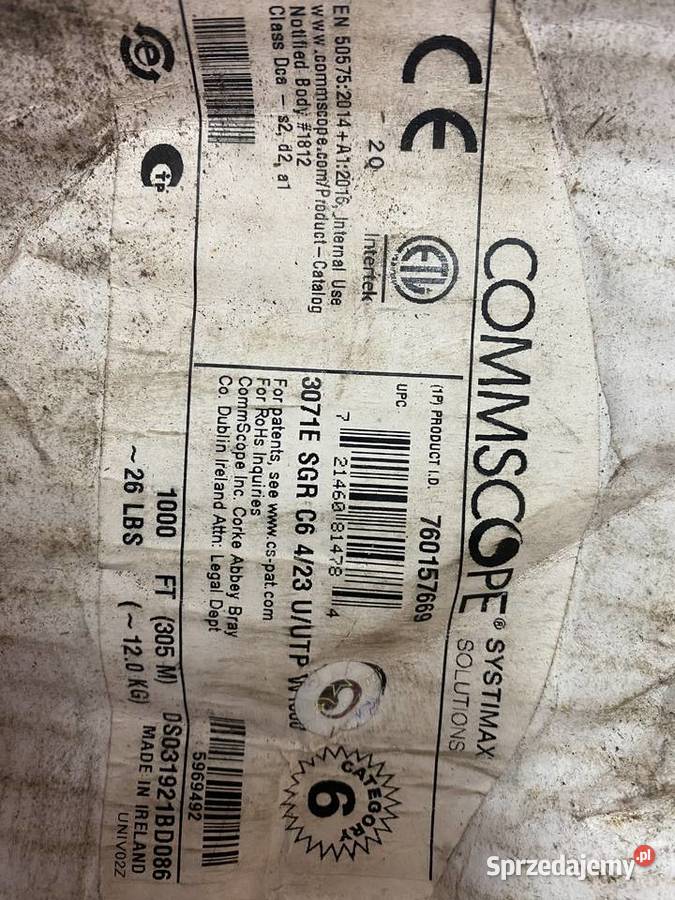 COMMSCOPE® SYSTIMAX
SOLUTIONS
CE
- 20
ETL
Intertek
EN 50575:2014+A1:2016, Internal Use
www.commscope.com/Product-Catalog
Notified Body #1812
Class Dca - s2, d2, a1
(1P) PRODUCT I.D. 760157669
UPC
7 21460 81478 4
3071E SGR C6 4/23 U/UTP W1000
For patents, see www.cs-pat.com
For RoHs Inquiries
CommScope Inc. Corke Abbey Bray
Co. Dublin Ireland Attn: Legal Dept
CATEGORY
6
5969492
1000 FT (305 M) DS031921BD086
~ 26 LBS (~ 12.0 KG) MADE IN IRELAND
UNIV02Z
e
tP
Sprzedajemy.pl